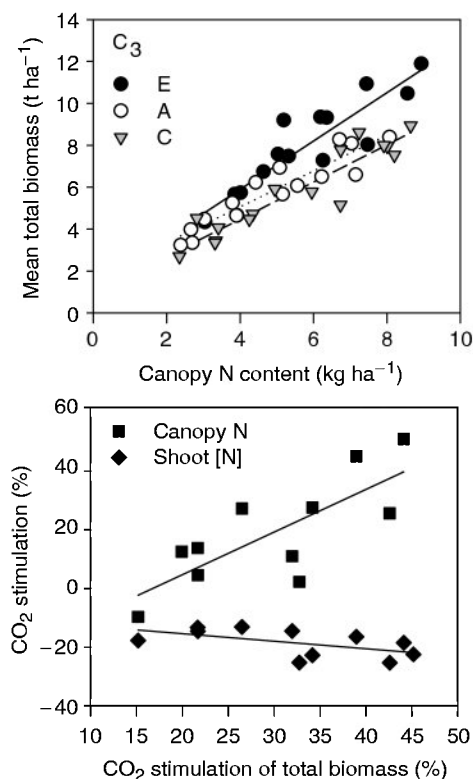 C3
E
A
C
Mean total biomass (t ha−1)
14
12
10
8
6
4
2
0
0 2 4 6 8 10
Canopy N content (kg ha−1)
CO2 stimulation (%)
60
40
20
0
−20
−40
Canopy N
Shoot [N]
10 15 20 25 30 35 40 45 50
CO2 stimulation of total biomass (%)